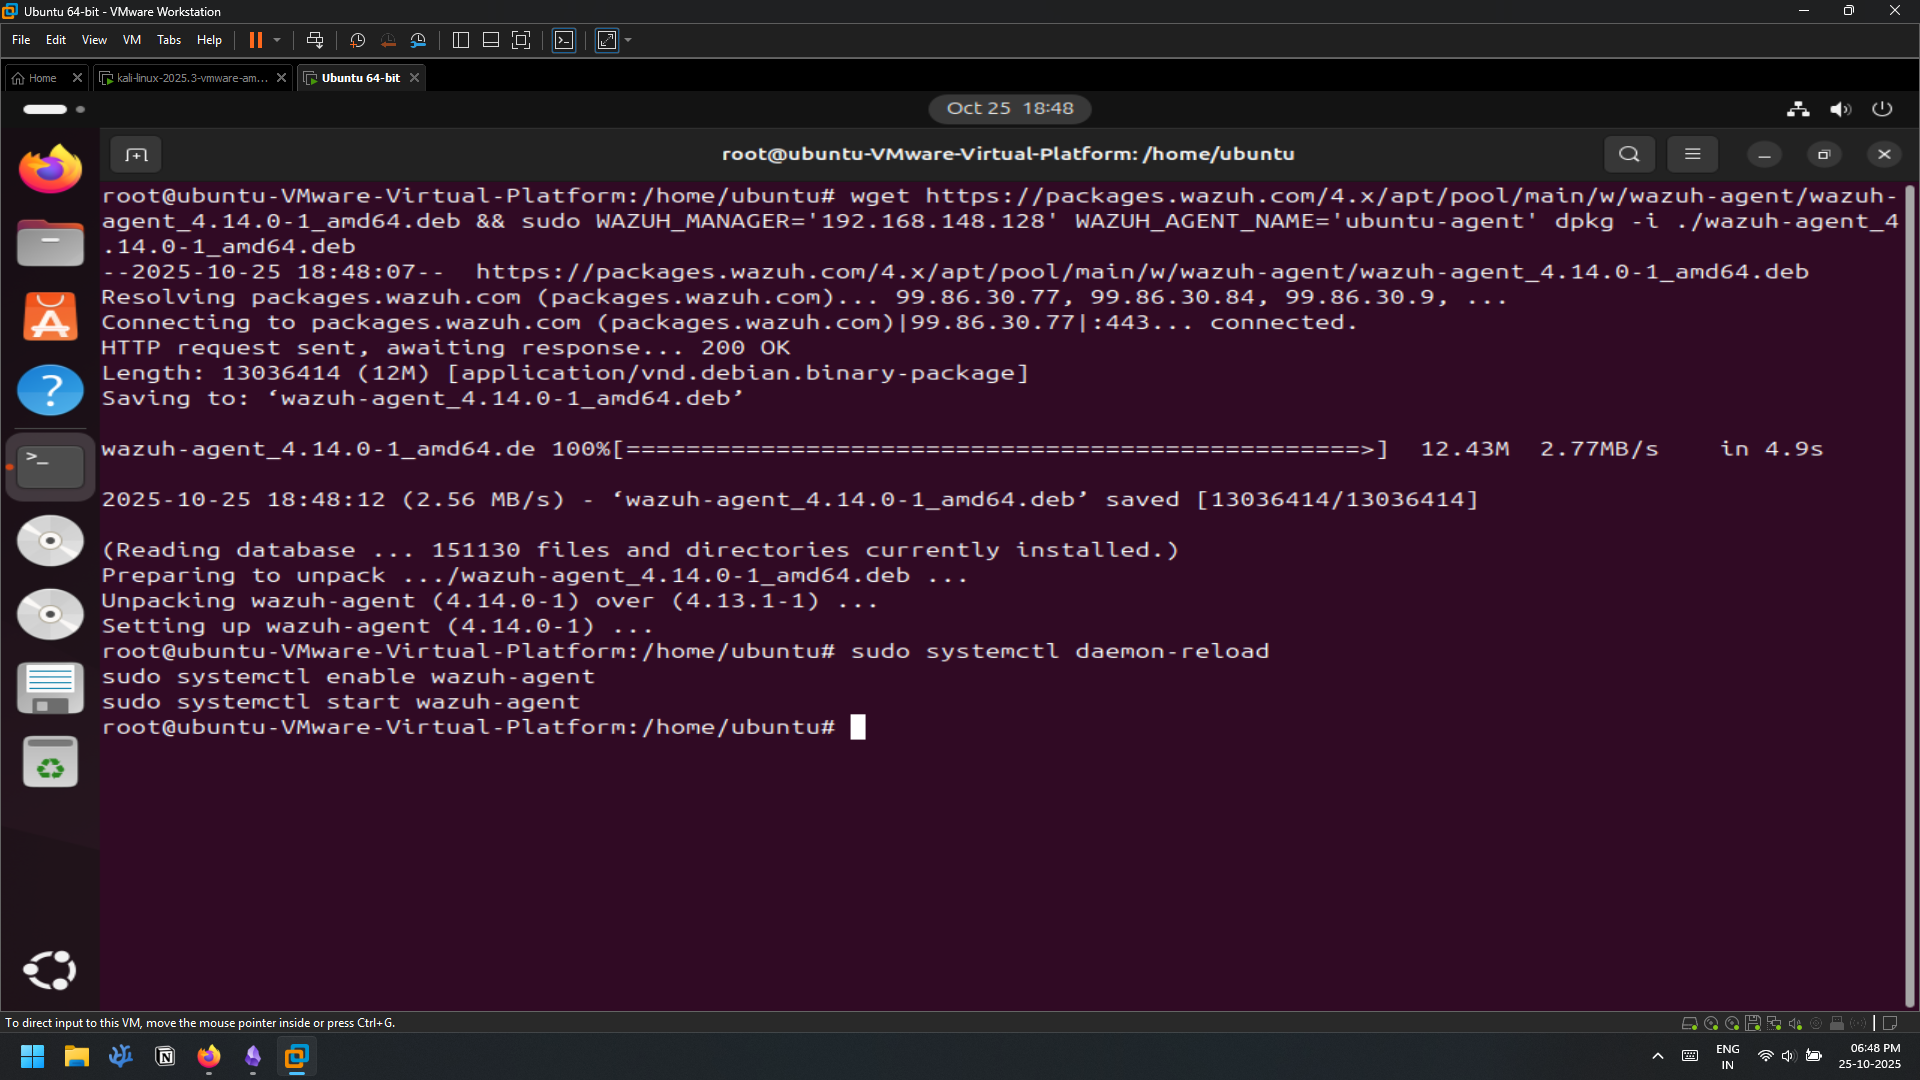 Ubuntu 64-bit - VMware Workstation
File Edit View VM Tabs Help
Home
kali-linux-2025.3-vmware-am...
Ubuntu 64-bit
Oct 25 18:48
root@ubuntu-VMware-Virtual-Platform: /home/ubuntu
root@ubuntu-VMware-Virtual-Platform:/home/ubuntu# wget https://packages.wazuh.com/4.x/apt/pool/main/w/wazuh-agent/wazuh-
agent_4.14.0-1_amd64.deb && sudo WAZUH_MANAGER='192.168.148.128' WAZUH_AGENT_NAME='ubuntu-agent' dpkg -i ./wazuh-agent_4
.14.0-1_amd64.deb
--2025-10-25 18:48:07--  https://packages.wazuh.com/4.x/apt/pool/main/w/wazuh-agent/wazuh-agent_4.14.0-1_amd64.deb
Resolving packages.wazuh.com (packages.wazuh.com)... 99.86.30.77, 99.86.30.84, 99.86.30.9, ...
Connecting to packages.wazuh.com (packages.wazuh.com)|99.86.30.77|:443... connected.
HTTP request sent, awaiting response... 200 OK
Length: 13036414 (12M) [application/vnd.debian.binary-package]
Saving to: ‘wazuh-agent_4.14.0-1_amd64.deb’
wazuh-agent_4.14.0-1_amd64.de 100%[=================================================>]  12.43M  2.77MB/s    in 4.9s
2025-10-25 18:48:12 (2.56 MB/s) - ‘wazuh-agent_4.14.0-1_amd64.deb’ saved [13036414/13036414]
(Reading database ... 151130 files and directories currently installed.)
Preparing to unpack .../wazuh-agent_4.14.0-1_amd64.deb ...
Unpacking wazuh-agent (4.14.0-1) over (4.13.1-1) ...
Setting up wazuh-agent (4.14.0-1) ...
root@ubuntu-VMware-Virtual-Platform:/home/ubuntu# sudo systemctl daemon-reload
sudo systemctl enable wazuh-agent
sudo systemctl start wazuh-agent
root@ubuntu-VMware-Virtual-Platform:/home/ubuntu#
To direct input to this VM, move the mouse pointer inside or press Ctrl+G.
ENG
IN
06:48 PM
25-10-2025